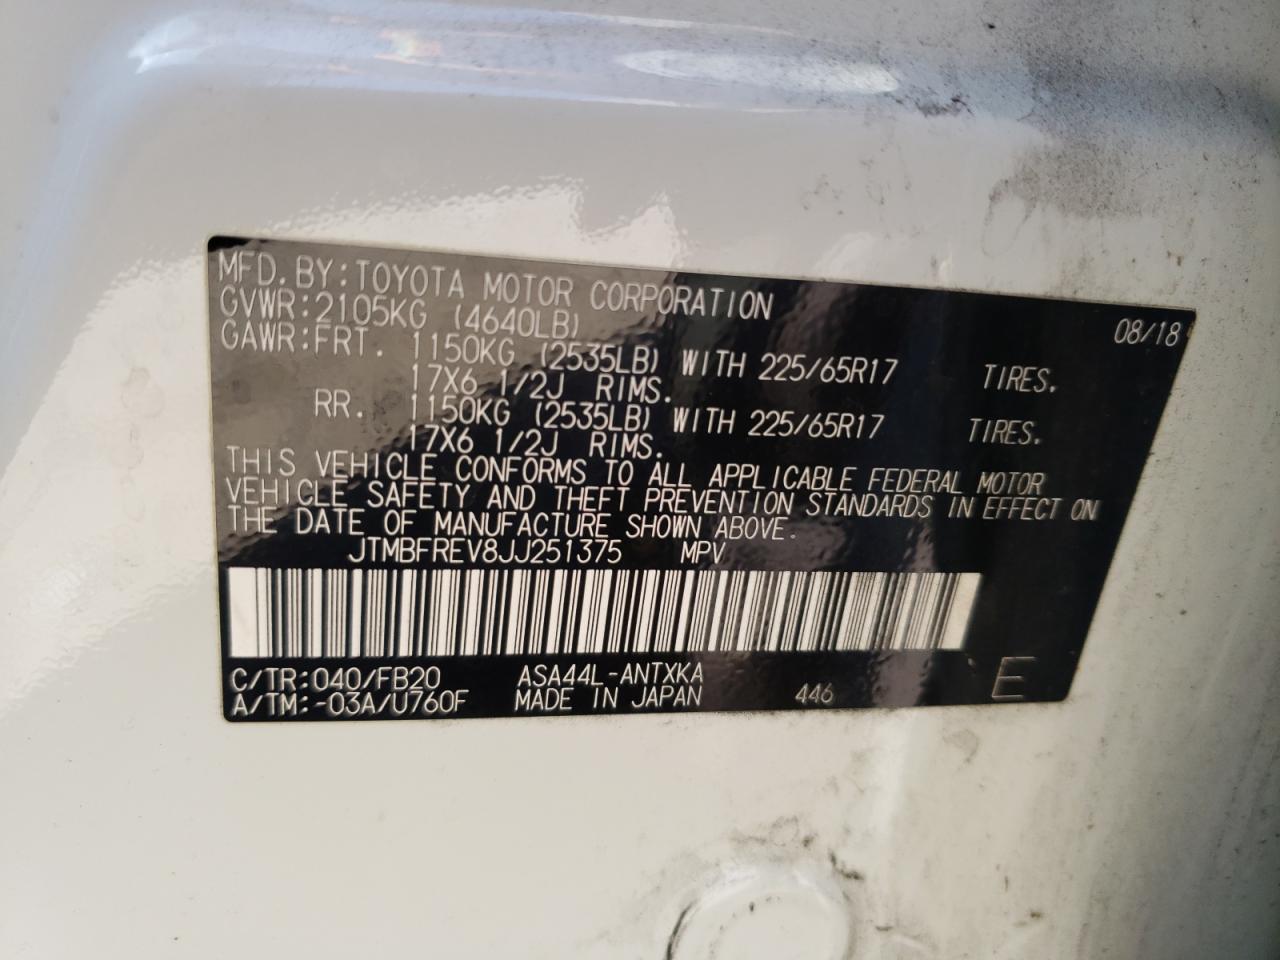 MFD.BY:TOYOTA MOTOR CORPORATION 08/18
GVWR:2105KG (4640LB)
GAWR:FRT. 1150KG (2535LB) WITH 225/65R17 TIRES.
17X6 1/2J RIMS.
RR. 1150KG (2535LB) WITH 225/65R17 TIRES.
17X6 1/2J RIMS.
THIS VEHICLE CONFORMS TO ALL APPLICABLE FEDERAL MOTOR
VEHICLE SAFETY AND THEFT PREVENTION STANDARDS IN EFFECT ON
THE DATE OF MANUFACTURE SHOWN ABOVE.
JTMBFREV8JJ251375 MPV
C/TR:040/FB20 ASA44L-ANTXKA
A/TM:-03A/U760F MADE IN JAPAN 446 E